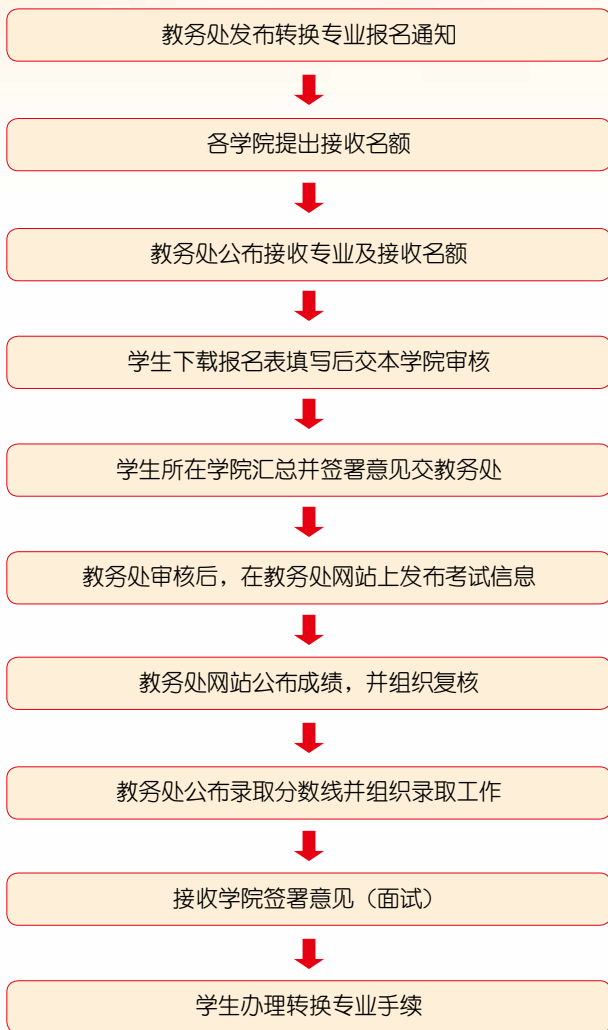 教务处发布转换专业报名通知
各学院提出接收名额
教务处公布接收专业及接收名额
学生下载报名表填写后交本学院审核
学生所在学院汇总并签署意见交教务处
教务处审核后，在教务处网站上发布考试信息
教务处网站公布成绩，并组织复核
教务处公布录取分数线并组织录取工作
接收学院签署意见（面试）
学生办理转换专业手续